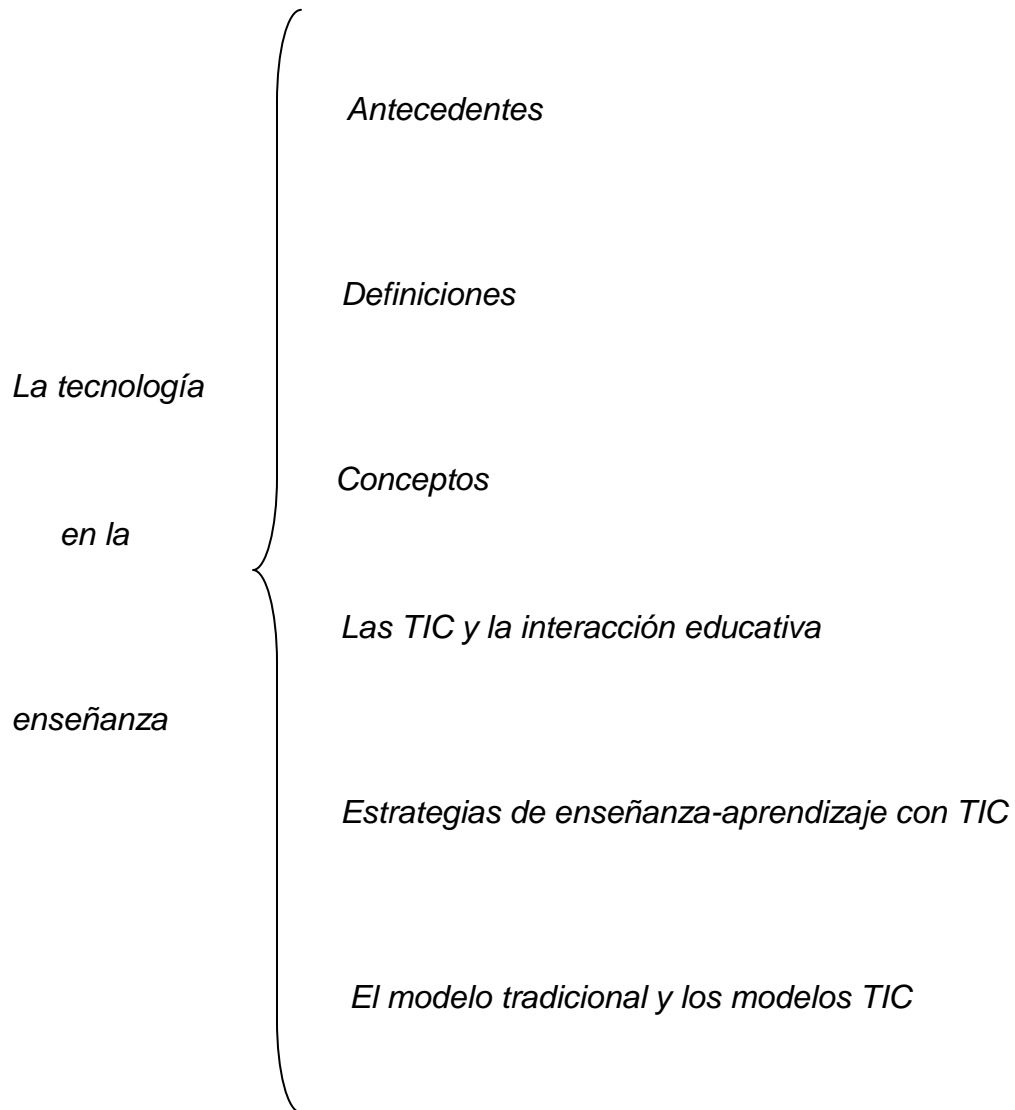 La tecnología
en la
enseñanza
Antecedentes
Definiciones
Conceptos
Las TIC y la interacción educativa
Estrategias de enseñanza-aprendizaje con TIC
El modelo tradicional y los modelos TIC